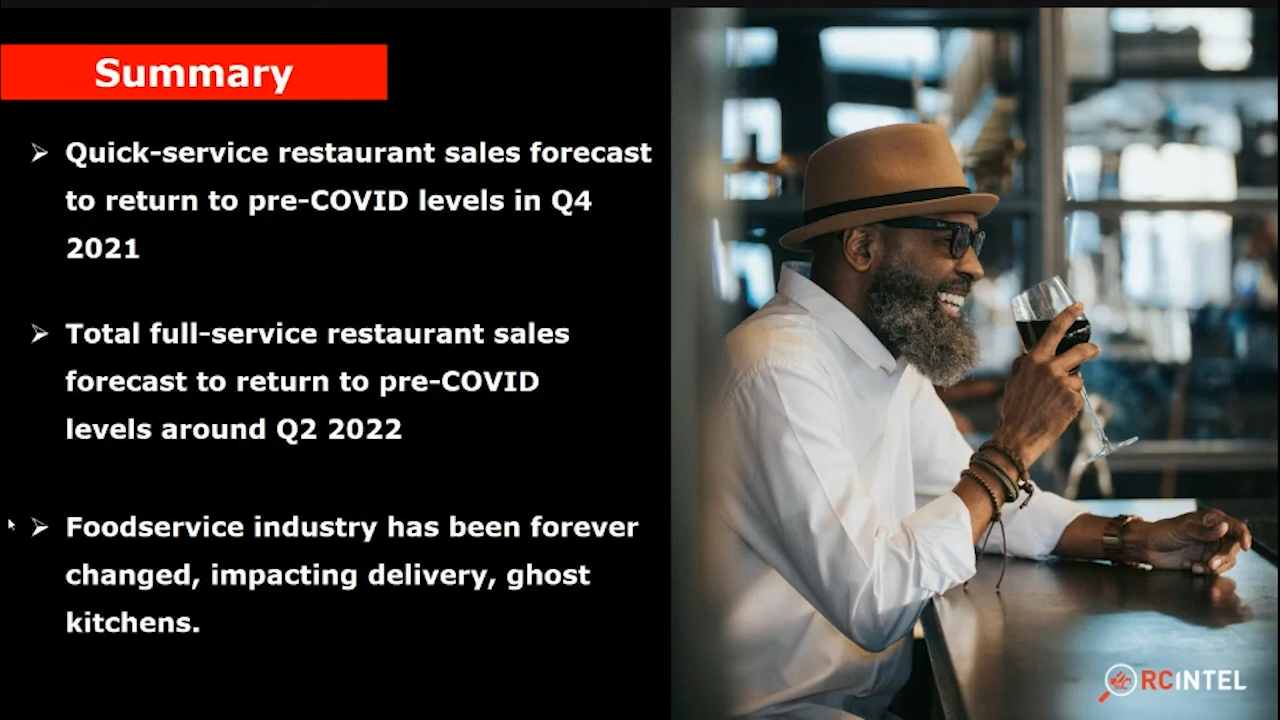 Summary
Quick-service restaurant sales forecast
to return to pre-COVID levels in Q4
2021
Total full-service restaurant sales
forecast to return to pre-COVID
levels around Q2 2022
Foodservice industry has been forever
changed, impacting delivery, ghost
kitchens.
RCINTEL